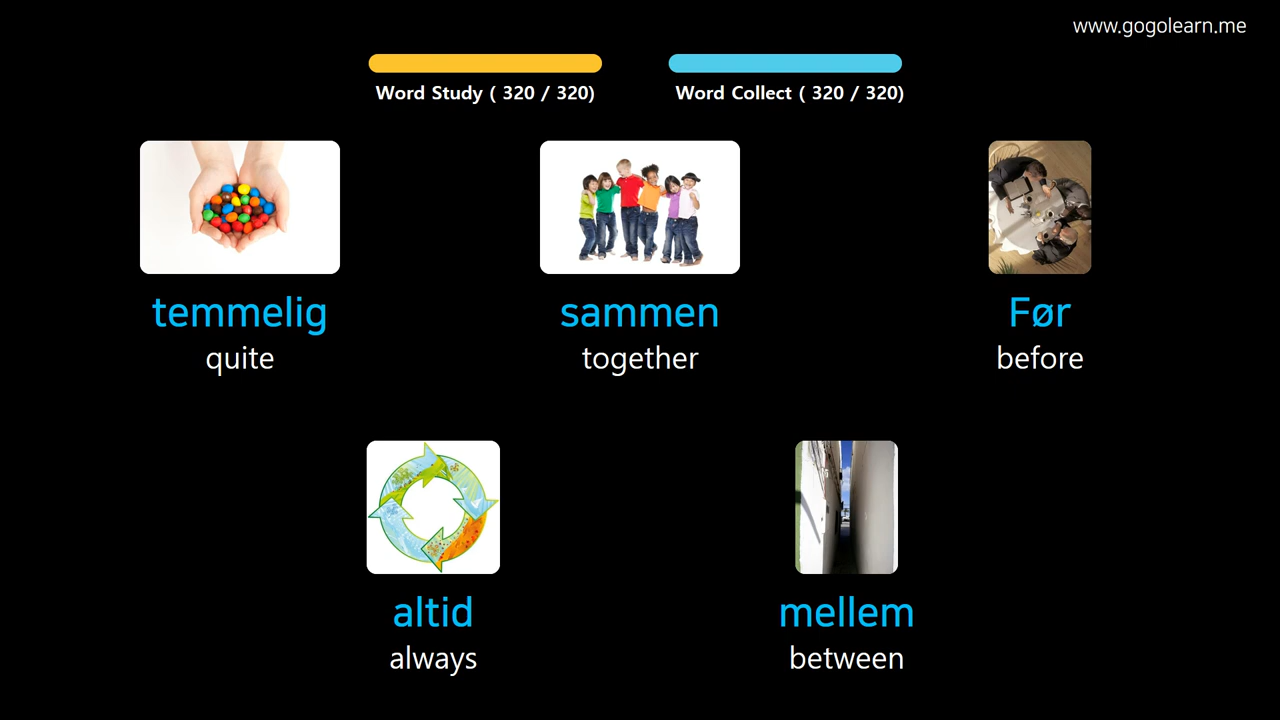 www.gogolearn.me
Word Study ( 320 / 320)
Word Collect ( 320 / 320)
temmelig
quite
sammen
together
Før
before
altid
always
mellem
between